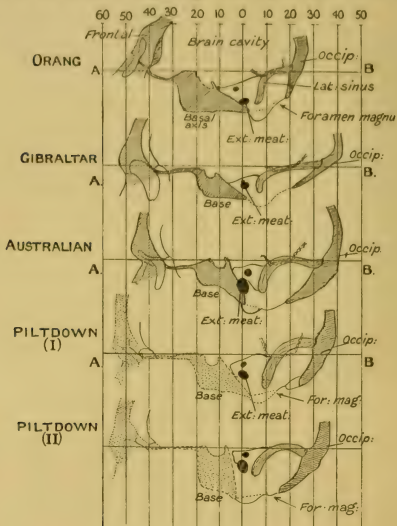 60 50 40 30 20 10 0 10 20 30 40 50
Frontal
Brain cavity
ORANG
Occip:
A. B
Lat: sinus
Basal axis
Foramen magnu
Ext: meat:
GIBRALTAR
Occip:
A. B.
Base
Ext: meat:
AUSTRALIAN
Occip.
A. B.
Base
Ext: meat:
PILTDOWN
(I)
Occip:
A B
Base
For: mag.
Ext: meat:
PILTDOWN
(II)
Occip:
Base
For. mag.